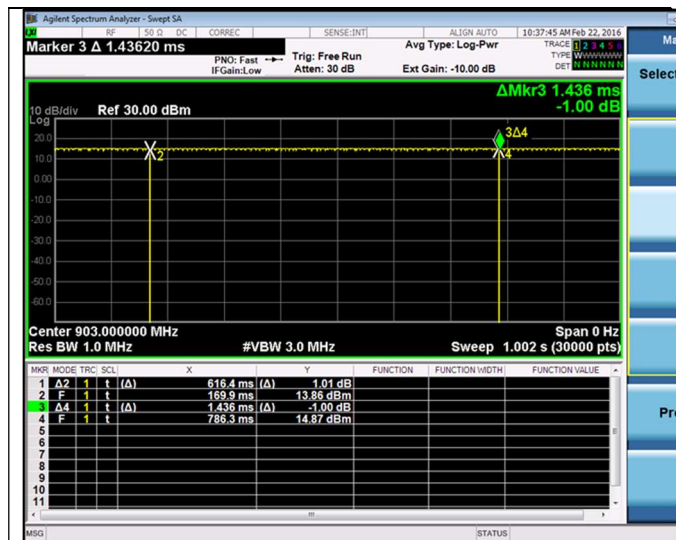 Agilent Spectrum Analyzer - Swept SA
RF 50 Ω DC CORREC SENSE:INT ALIGN AUTO 10:37:45 AM Feb 22, 2016
Marker 3 Δ 1.43620 ms
PNO: Fast
IFGain:Low
Trig: Free Run
Atten: 30 dB
Avg Type: Log-Pwr
Ext Gain: -10.00 dB
TRACE 1 2 3 4 5 6
TYPE W
DET N N N N N N
Ma
Select
ΔMkr3 1.436 ms
-1.00 dB
10 dB/div Ref 30.00 dBm
Log
20.0
10.0
0.00
-10.0
-20.0
-30.0
-40.0
-50.0
-60.0
2
3Δ4
4
Center 903.000000 MHz Span 0 Hz
Res BW 1.0 MHz #VBW 3.0 MHz Sweep 1.002 s (30000 pts)
MKR MODE TRC SCL X Y FUNCTION FUNCTION WIDTH FUNCTION VALUE
1 Δ2 1 t (Δ) 616.4 ms (Δ) 1.01 dB
2 F 1 t 169.9 ms 13.86 dBm
3 Δ4 1 t (Δ) 1.436 ms (Δ) -1.00 dB
4 F 1 t 786.3 ms 14.87 dBm
5
6
7
8
9
10
11
Pr
MSG STATUS